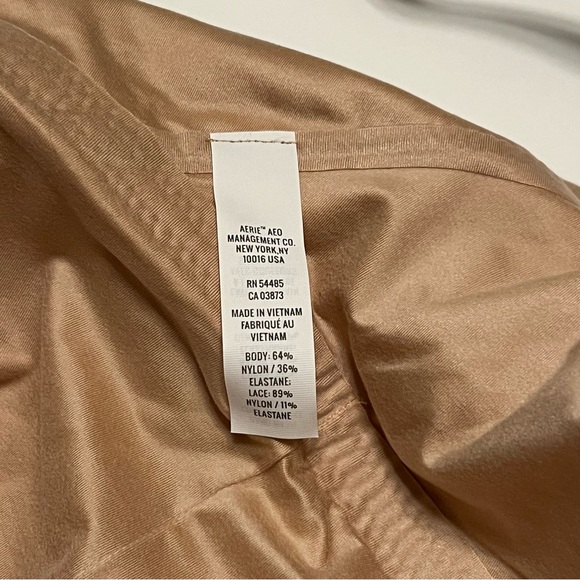 AERIE™ AEO
MANAGEMENT CO.
NEW YORK,NY
10016 USA
RN 54485
CA 03873
MADE IN VIETNAM
FABRIQUÉ AU
VIETNAM
BODY: 64%
NYLON / 36%
ELASTANE;
LACE: 89%
NYLON / 11%
ELASTANE